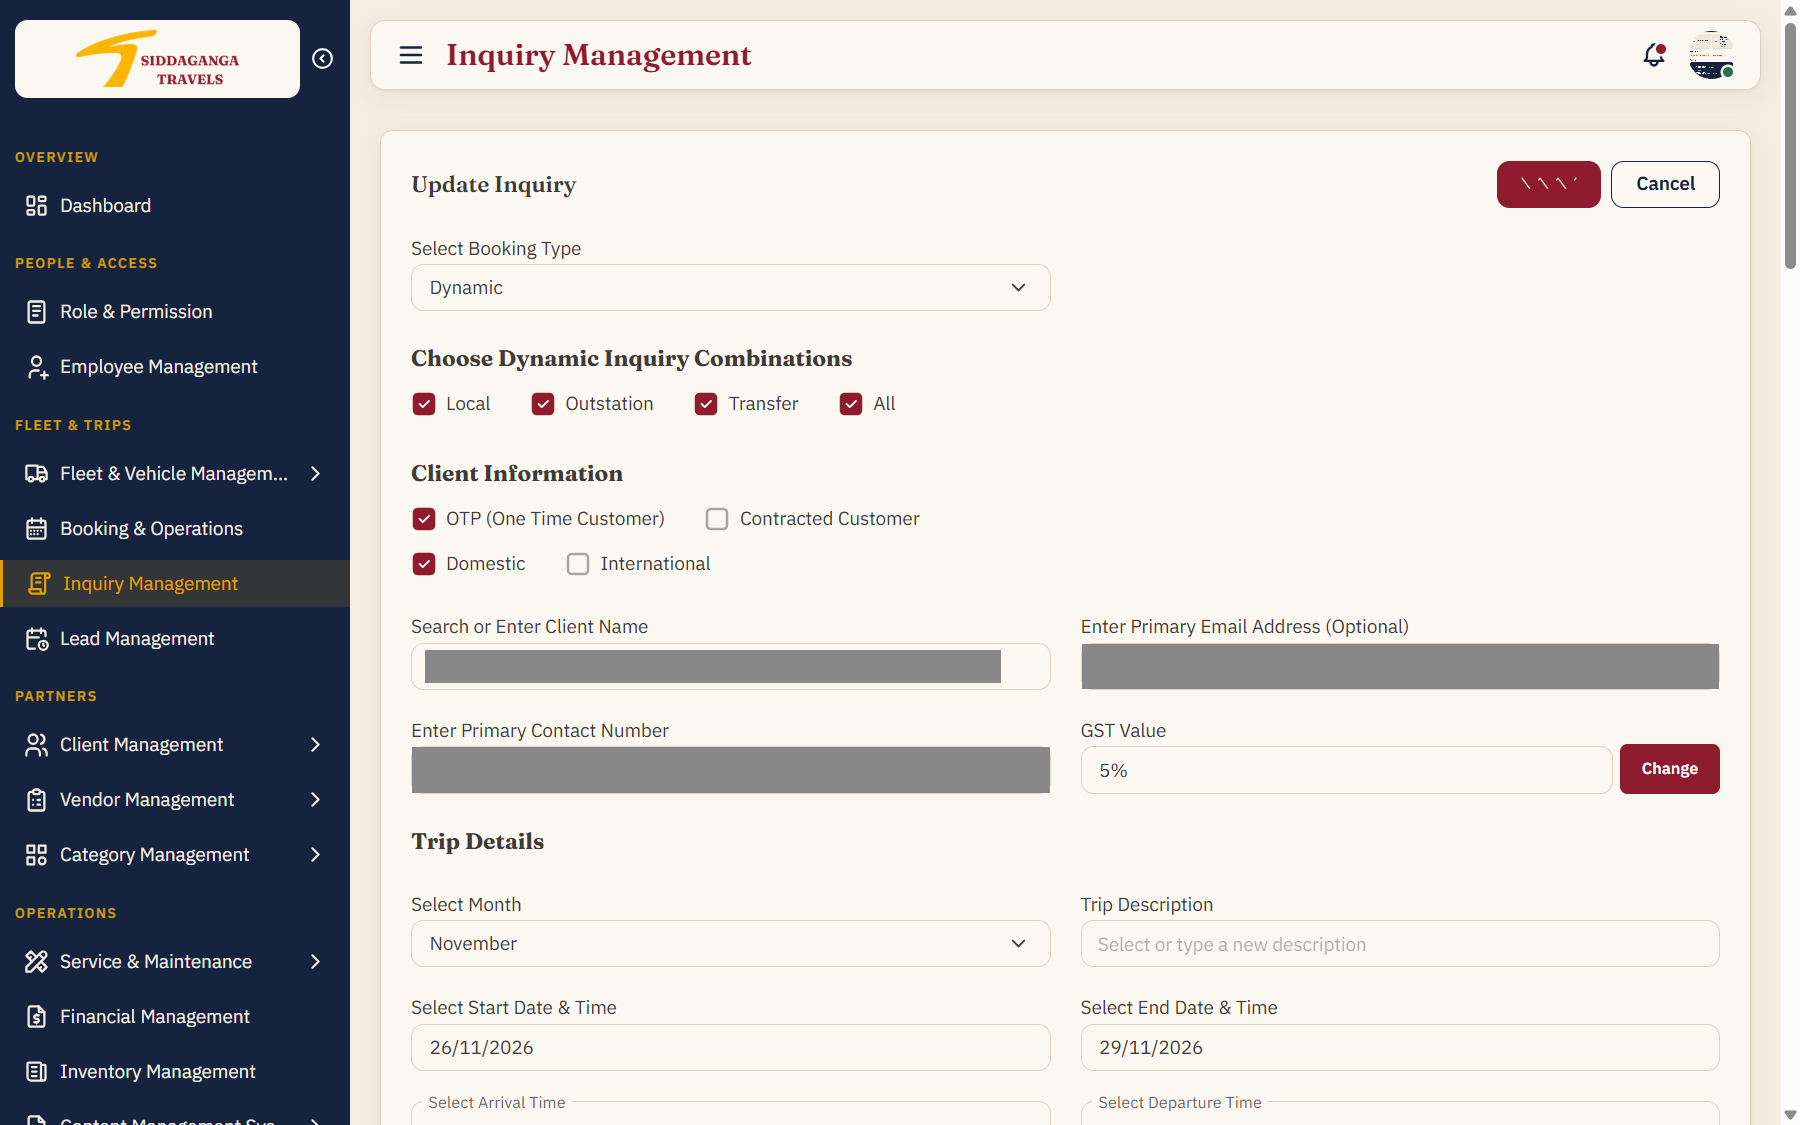 SIDDAGANGA
TRAVELS
OVERVIEW
Dashboard
PEOPLE & ACCESS
Role & Permission
Employee Management
FLEET & TRIPS
Fleet & Vehicle Managem...
Booking & Operations
Inquiry Management
Lead Management
PARTNERS
Client Management
Vendor Management
Category Management
OPERATIONS
Service & Maintenance
Financial Management
Inventory Management
Content Management Sys...
Inquiry Management
Update Inquiry
Cancel
Select Booking Type
Dynamic
Choose Dynamic Inquiry Combinations
Local Outstation Transfer All
Client Information
OTP (One Time Customer) Contracted Customer
Domestic International
Search or Enter Client Name
Enter Primary Email Address (Optional)
Enter Primary Contact Number
GST Value
5%
Change
Trip Details
Select Month
November
Trip Description
Select or type a new description
Select Start Date & Time
26/11/2026
Select End Date & Time
29/11/2026
Select Arrival Time
Select Departure Time